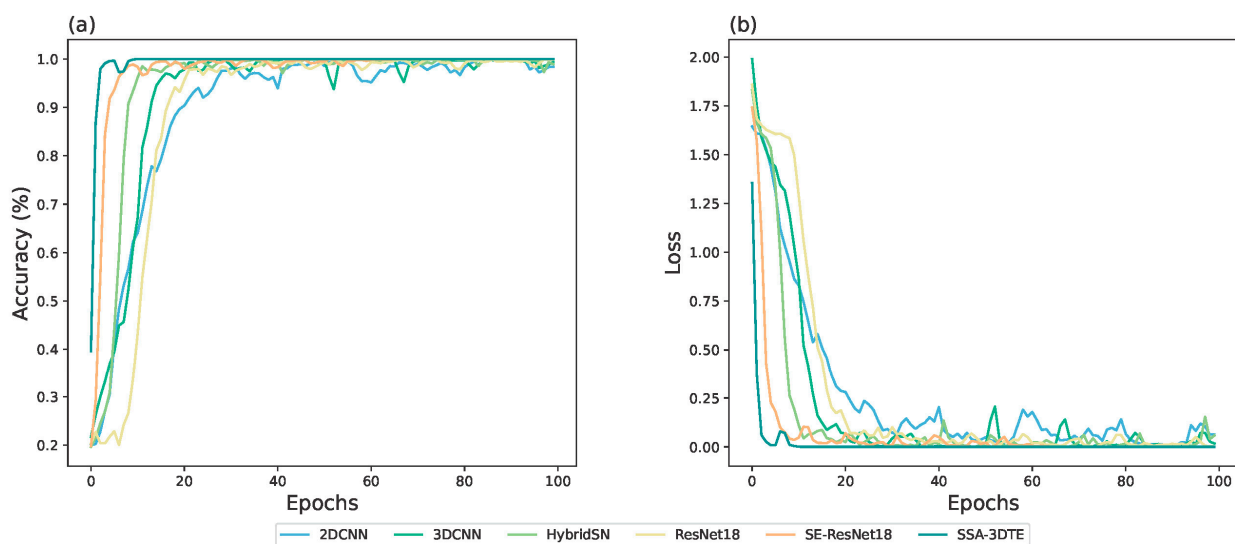 (a)
1.0
0.9
0.8
0.7
0.6
0.5
0.4
0.3
0.2
Accuracy (%)
0 20 40 60 80 100
Epochs
(b)
2.00
1.75
1.50
1.25
1.00
0.75
0.50
0.25
0.00
Loss
0 20 40 60 80 100
Epochs
2DCNN 3DCNN HybridSN ResNet18 SE-ResNet18 SSA-3DTE